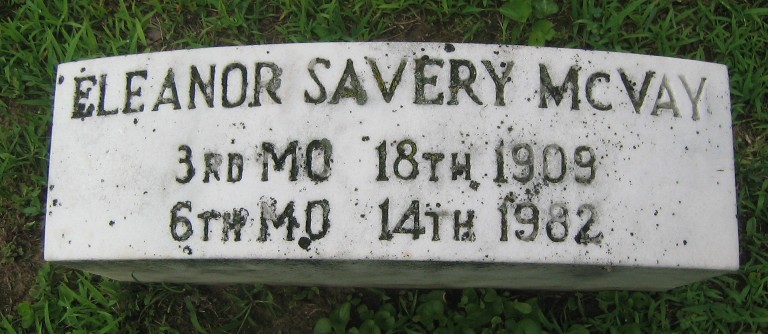 ELEANOR SAVERY MCVAY
3RD MO 18TH 1909
6TH MO 14TH 1982